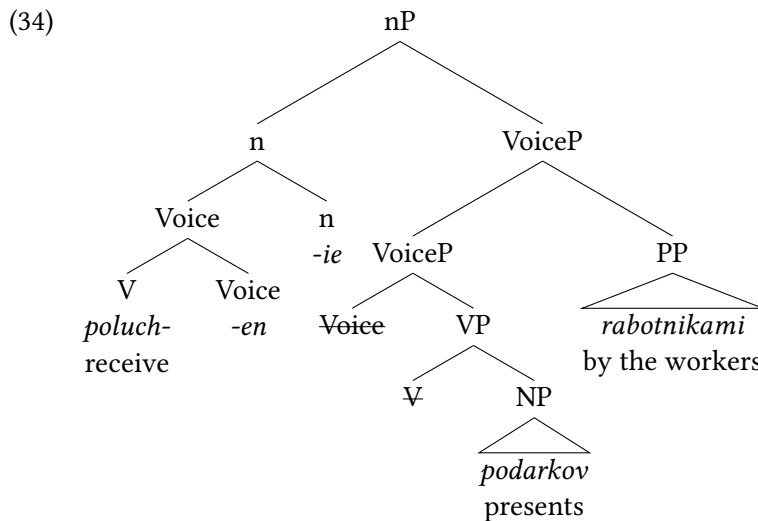 (34) nP
n VoiceP
Voice n VoiceP PP
-ie
V Voice Voice VP rabotnikami
poluch- -en by the workers
receive V NP
podarkov
presents